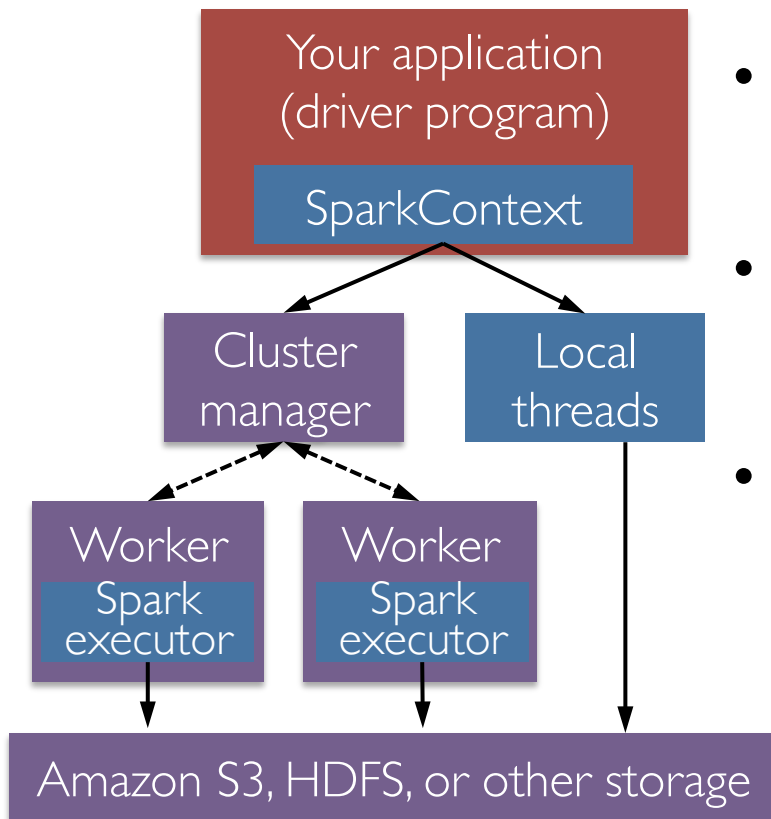 Your application
(driver program)
SparkContext
Cluster
manager
Local
threads
Worker
Spark
executor
Worker
Spark
executor
Amazon S3, HDFS, or other storage